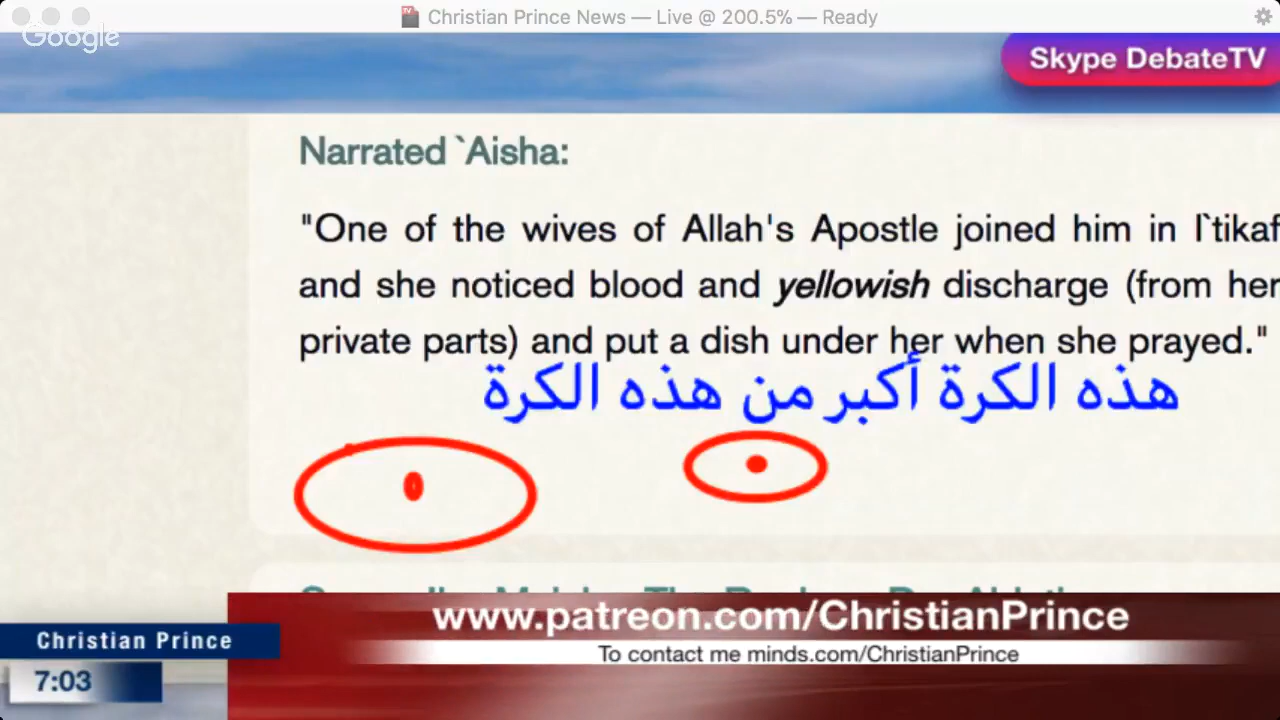 Christian Prince News — Live @ 200.5% — Ready
Google
Skype DebateTV
Narrated `Aisha:
"One of the wives of Allah's Apostle joined him in I`tikaf
and she noticed blood and yellowish discharge (from her
private parts) and put a dish under her when she prayed."
هذه الكرة أكبر من هذه الكرة
www.patreon.com/ChristianPrince
To contact me minds.com/ChristianPrince
Christian Prince
7:03